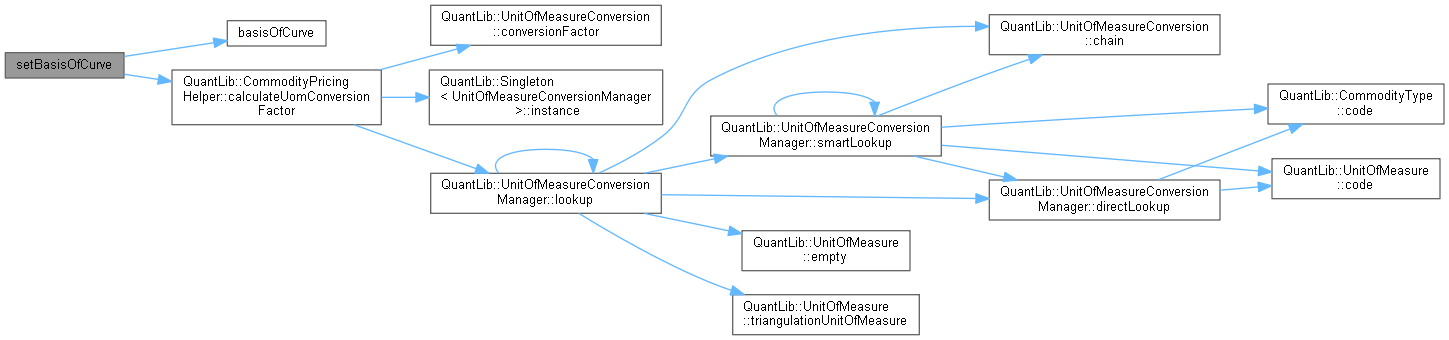 setBasisOfCurve
basisOfCurve
QuantLib::CommodityPricing
Helper::calculateUomConversion
Factor
QuantLib::UnitOfMeasureConversion
::conversionFactor
QuantLib::Singleton
< UnitOfMeasureConversionManager
>::instance
QuantLib::UnitOfMeasureConversion
Manager::lookup
QuantLib::UnitOfMeasureConversion
Manager::smartLookup
QuantLib::UnitOfMeasure
::empty
QuantLib::UnitOfMeasure
::triangulationUnitOfMeasure
QuantLib::UnitOfMeasureConversion
::chain
QuantLib::UnitOfMeasureConversion
Manager::directLookup
QuantLib::CommodityType
::code
QuantLib::UnitOfMeasure
::code